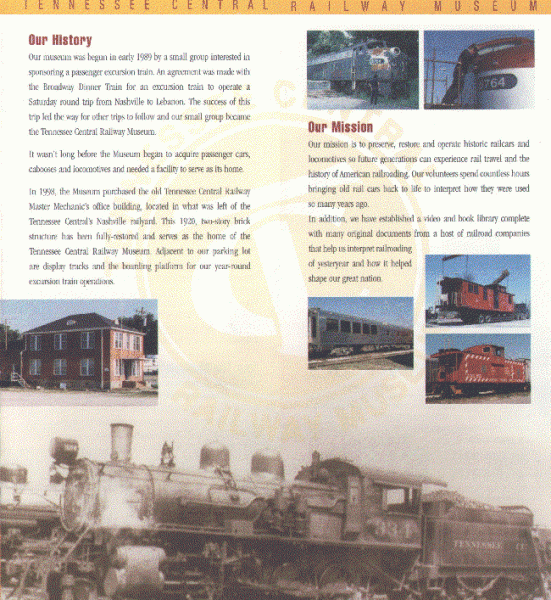 TENNESSEE CENTRAL RAILWAY MUSEUM
Our History
Our museum was begun in early 1989 by a small group interested in
sponsoring a passenger excursion train. An agreement was made with
the Broadway Dinner Train for an excursion train to operate a
Saturday round trip from Nashville to Lebanon. The success of this
trip led the way for other trips to follow and our small group became
the Tennessee Central Railway Museum.
It wasn't long before the Museum began to acquire passenger cars,
cabooses and locomotives and needed a facility to serve as its home.
In 1998, the Museum purchased the old Tennessee Central Railway
Master Mechanic's office building, located in what was left of the
Tennessee Central's Nashville railyard. This 1920, two-story brick
structure has been fully-restored and serves as the home of the
Tennessee Central Railway Museum. Adjacent to our parking lot
are display tracks and the boarding platform for our year-round
excursion train operations.
764
Our Mission
Our mission is to preserve, restore and operate historic railcars and
locomotives so future generations can experience rail travel and the
history of American railroading. Our volunteers spend countless hours
bringing old rail cars back to life to interpret how they were used
so many years ago.
In addition, we have established a video and book library complete
with many original documents from a host of railroad companies
that help us interpret railroading
of yesteryear and how it helped
shape our great nation.
RAILWAY MUS
334
TENNESSEE